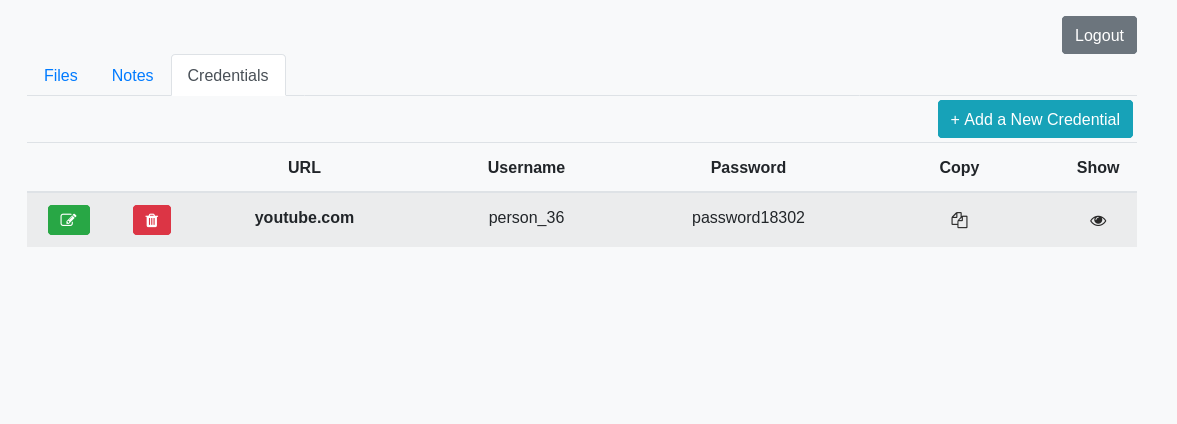 Logout
Files Notes Credentials
+ Add a New Credential
URL Username Password Copy Show
youtube.com person_36 password18302